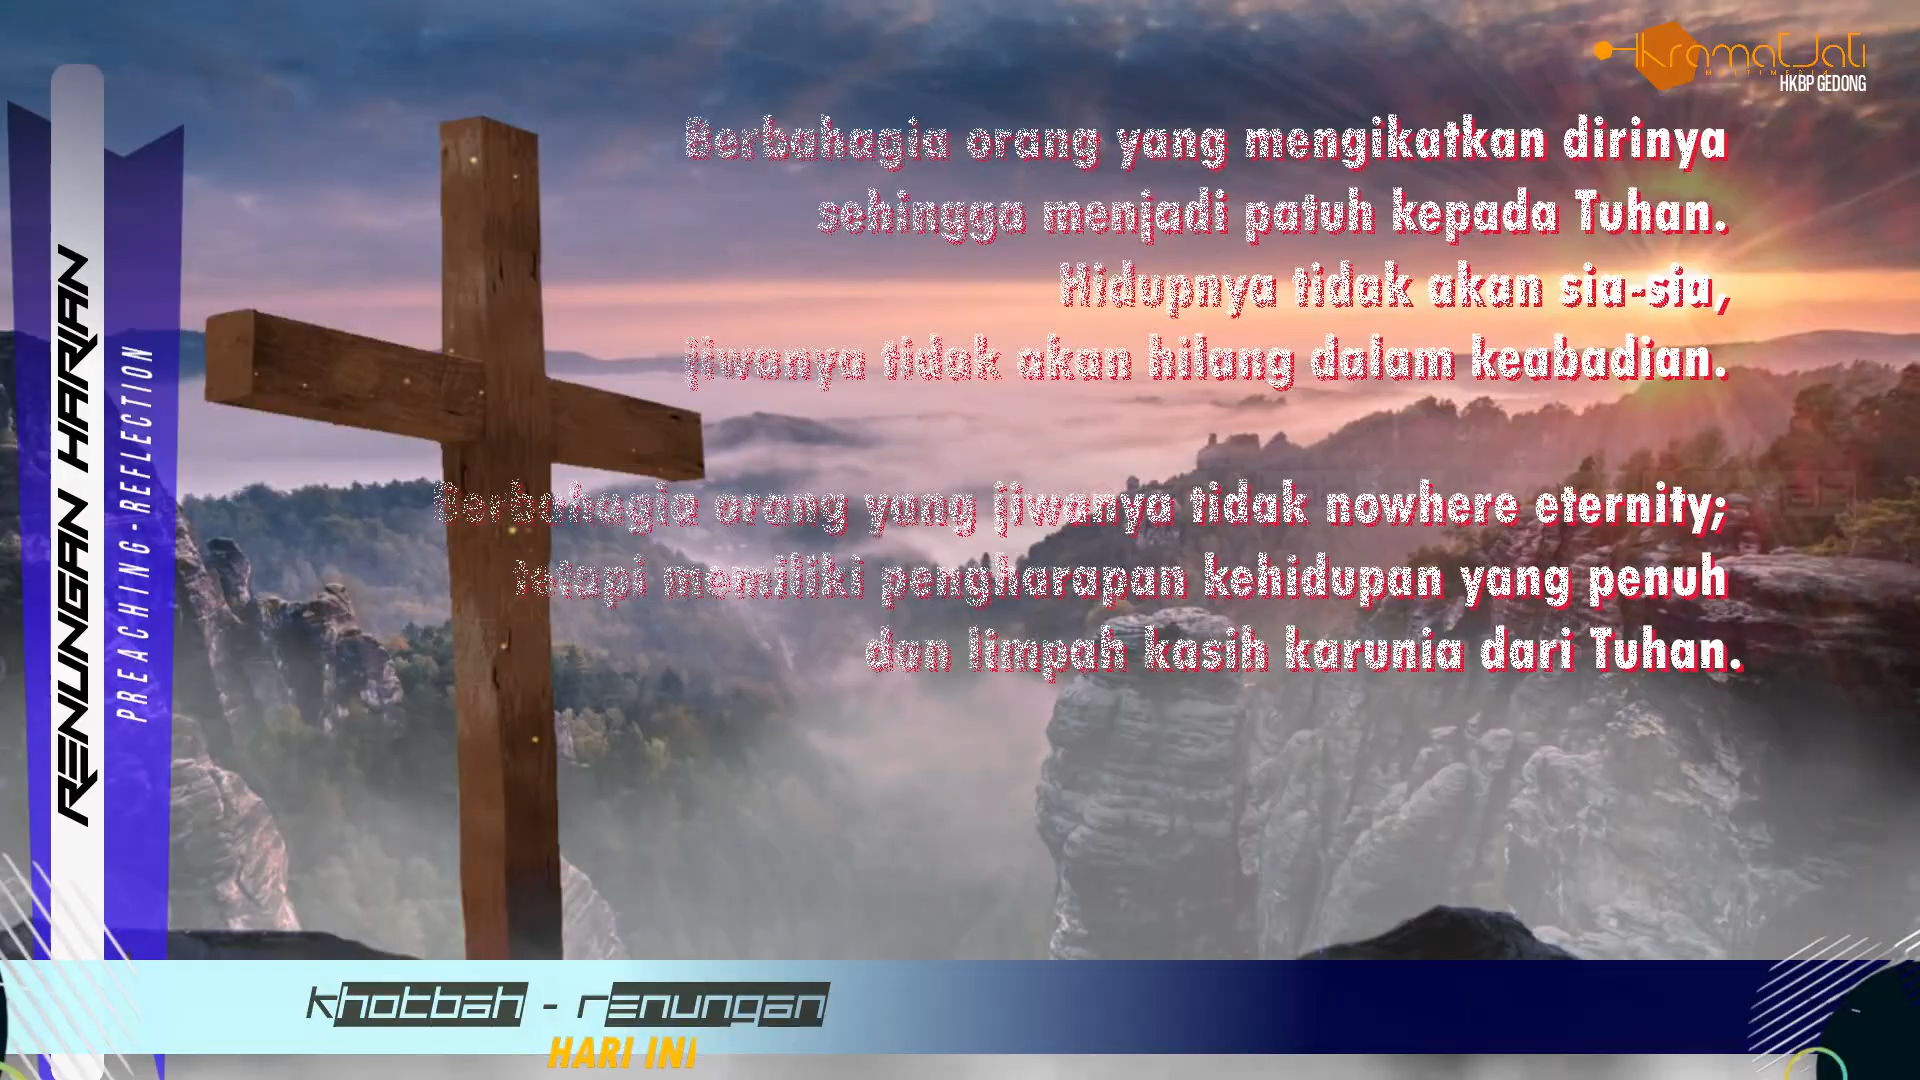 KramatJati
MULTIMEDIA
HKBP GEDONG
Berbahagia orang yang mengikatkan dirinya
sehingga menjadi patuh kepada Tuhan.
Hidupnya tidak akan sia-sia,
jiwanya tidak akan hilang dalam keabadian.
Berbahagia orang yang jiwanya tidak nowhere eternity;
tetapi memiliki pengharapan kehidupan yang penuh
dan limpah kasih karunia dari Tuhan.
RENUNGAN HARIAN
PREACHING-REFLECTION
Khotbah - renungan
HARI INI